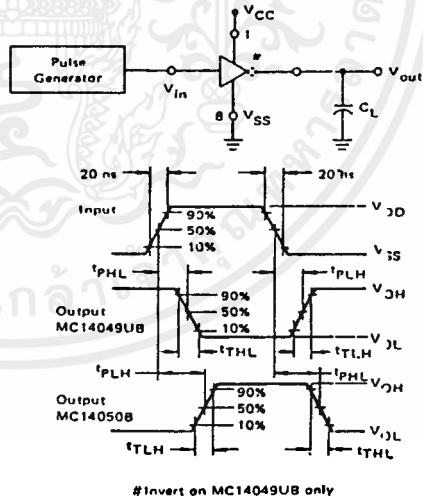 VCC
1
#
Pulse
Generator
Vin
Vout
CL
8
VSS
20 ns
20 ns
Input
90%
50%
10%
VDD
VSS
tPHL
tPLH
Output
MC14049UB
90%
50%
10%
VOH
VOL
tTHL
tTLH
tPLH
tPHL
Output
MC14050B
90%
50%
10%
VOH
VOL
tTLH
tTHL
#Invert on MC14049UB only